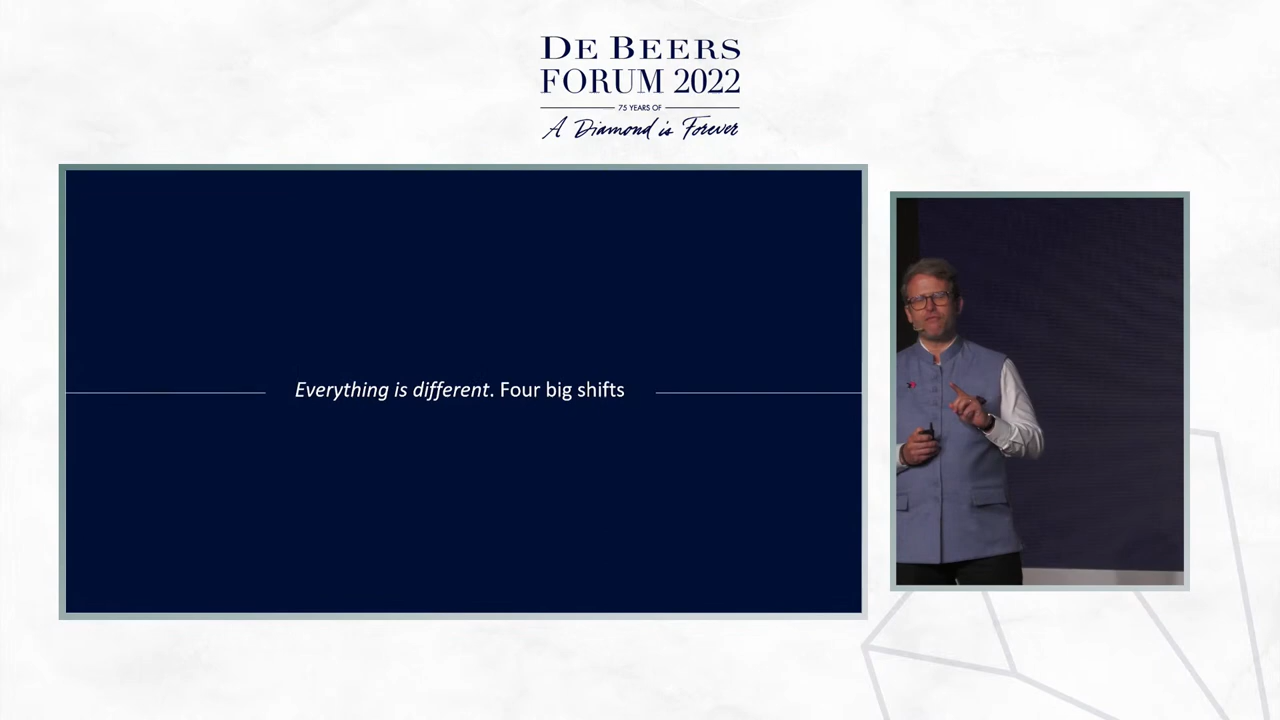 DE BEERS
FORUM 2022
75 YEARS OF
A Diamond is Forever
Everything is different. Four big shifts